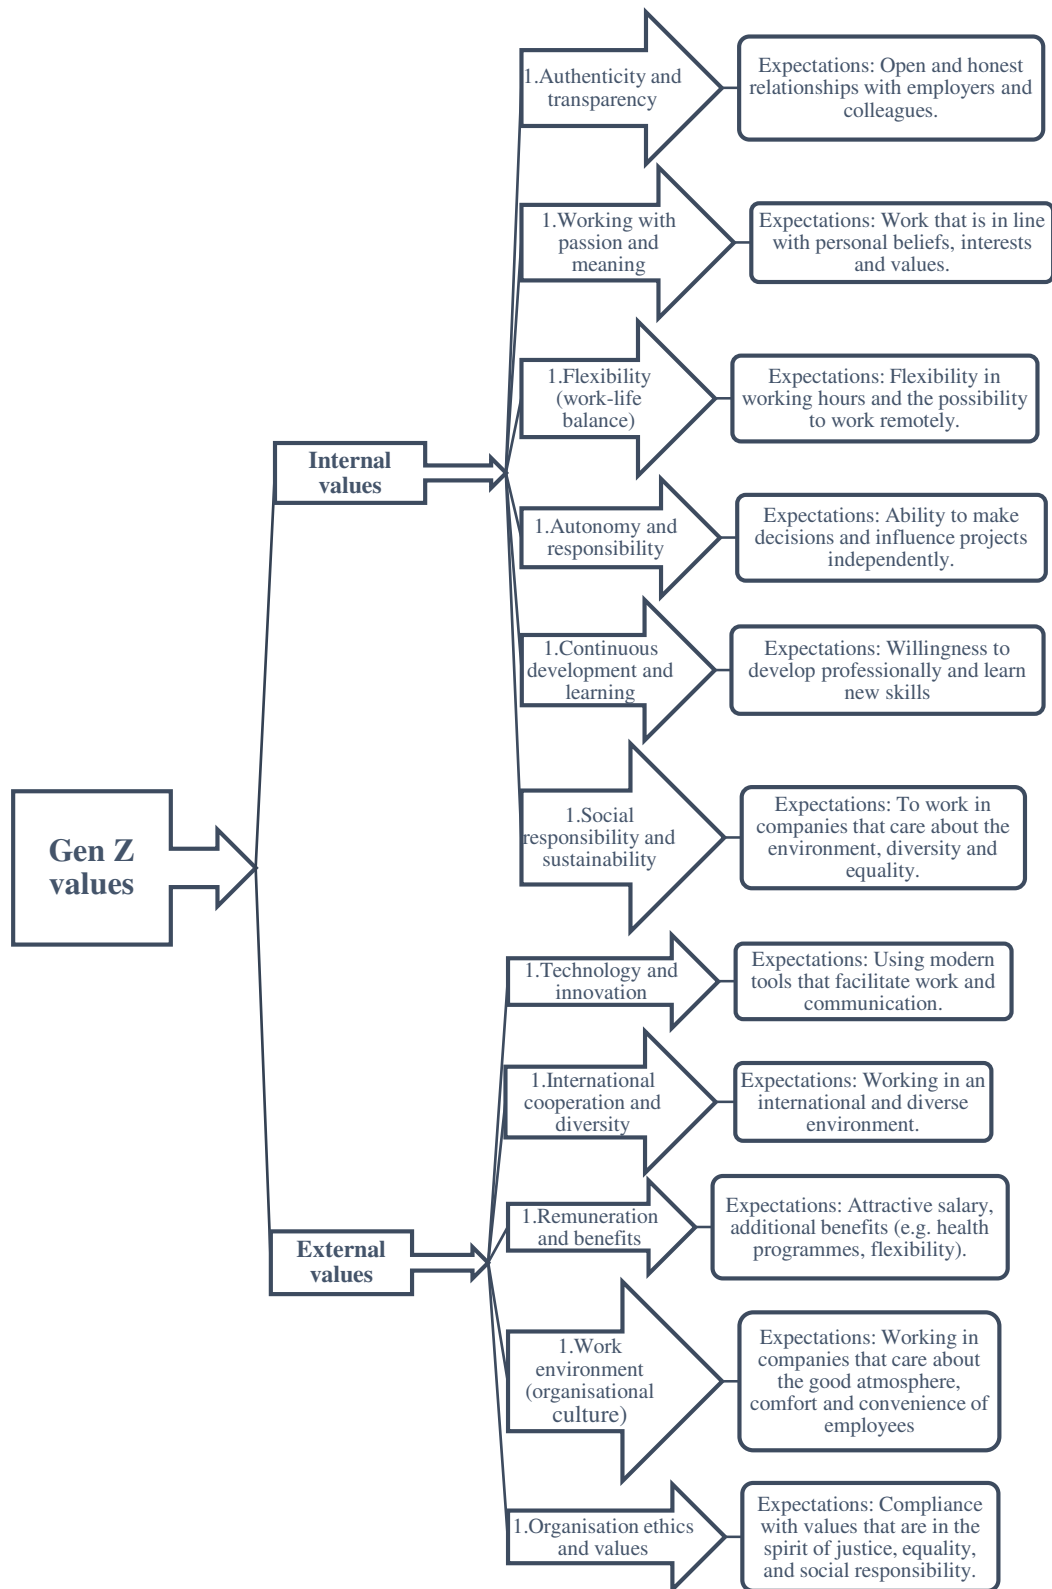 Gen Z
values
Internal
values
1.Authenticity and
transparency
Expectations: Open and honest
relationships with employers and
colleagues.
1.Working with
passion and
meaning
Expectations: Work that is in line
with personal beliefs, interests
and values.
1.Flexibility
(work-life
balance)
Expectations: Flexibility in
working hours and the possibility
to work remotely.
1.Autonomy and
responsibility
Expectations: Ability to make
decisions and influence projects
independently.
1.Continuous
development and
learning
Expectations: Willingness to
develop professionally and learn
new skills
1.Social
responsibility and
sustainability
Expectations: To work in
companies that care about the
environment, diversity and
equality.
External
values
1.Technology and
innovation
Expectations: Using modern
tools that facilitate work and
communication.
1.International
cooperation and
diversity
Expectations: Working in an
international and diverse
environment.
1.Remuneration
and benefits
Expectations: Attractive salary,
additional benefits (e.g. health
programmes, flexibility).
1.Work
environment
(organisational
culture)
Expectations: Working in
companies that care about
the good atmosphere,
comfort and convenience of
employees
1.Organisation ethics
and values
Expectations: Compliance
with values that are in the
spirit of justice, equality,
and social responsibility.